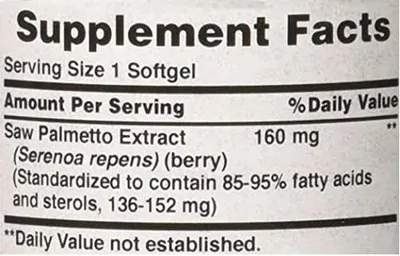 Supplement Facts
Serving Size 1 Softgel
Amount Per Serving %Daily Value
Saw Palmetto Extract 160 mg **
(Serenoa repens) (berry)
(Standardized to contain 85-95% fatty acids
and sterols, 136-152 mg)
**Daily Value not established.